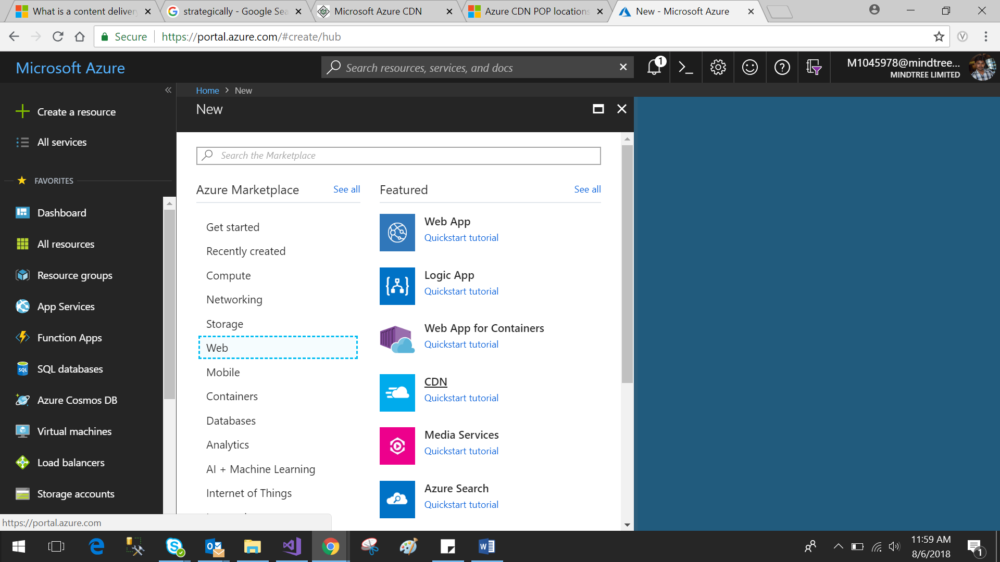 What is a content deliver
strategically - Google Sea
Microsoft Azure CDN
Azure CDN POP locations
New - Microsoft Azure
Secure
https://portal.azure.com/#create/hub
Microsoft Azure
Search resources, services, and docs
1
M1045978@mindtree...
MINDTREE LIMITED
Home > New
New
Create a resource
All services
FAVORITES
Dashboard
All resources
Resource groups
App Services
Function Apps
SQL
SQL databases
Azure Cosmos DB
Virtual machines
Load balancers
Storage accounts
Search the Marketplace
Azure Marketplace
See all
Get started
Recently created
Compute
Networking
Storage
Web
Mobile
Containers
Databases
Analytics
AI + Machine Learning
Internet of Things
Featured
See all
Web App
Quickstart tutorial
Logic App
Quickstart tutorial
Web App for Containers
Quickstart tutorial
CDN
Quickstart tutorial
Media Services
Quickstart tutorial
Azure Search
Quickstart tutorial
https://portal.azure.com
11:59 AM
8/6/2018
1